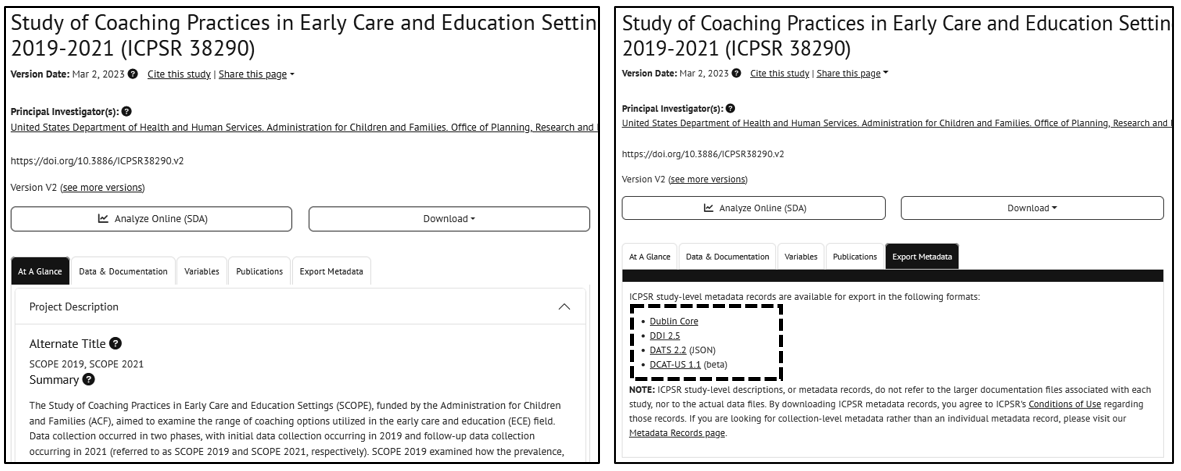 Study of Coaching Practices in Early Care and Education Settin
2019-2021 (ICPSR 38290)
Version Date: Mar 2, 2023 Cite this study | Share this page
Principal Investigator(s):
United States Department of Health and Human Services. Administration for Children and Families. Office of Planning, Research and
https://doi.org/10.3886/ICPSR38290.v2
Version V2 (see more versions)
Analyze Online (SDA) Download
At A Glance Data & Documentation Variables Publications Export Metadata
Project Description
Alternate Title
SCOPE 2019, SCOPE 2021
Summary
The Study of Coaching Practices in Early Care and Education Settings (SCOPE), funded by the Administration for Children
and Families (ACF), aimed to examine the range of coaching options utilized in the early care and education (ECE) field.
Data collection occurred in two phases, with initial data collection occurring in 2019 and follow-up data collection
occurring in 2021 (referred to as SCOPE 2019 and SCOPE 2021, respectively). SCOPE 2019 examined how the prevalence,
Study of Coaching Practices in Early Care and Education Settin
2019-2021 (ICPSR 38290)
Version Date: Mar 2, 2023 Cite this study | Share this page
Principal Investigator(s):
United States Department of Health and Human Services. Administration for Children and Families. Office of Planning, Research and
https://doi.org/10.3886/ICPSR38290.v2
Version V2 (see more versions)
Analyze Online (SDA) Download
At A Glance Data & Documentation Variables Publications Export Metadata
ICPSR study-level metadata records are available for export in the following formats:
• Dublin Core
• DDI 2.5
• DATS 2.2 (JSON)
• DCAT-US 1.1 (beta)
NOTE: ICPSR study-level descriptions, or metadata records, do not refer to the larger documentation files associated with each
study, nor to the actual data files. By downloading ICPSR metadata records, you agree to ICPSR's Conditions of Use regarding
those records. If you are looking for collection-level metadata rather than an individual metadata record, please visit our
Metadata Records page.